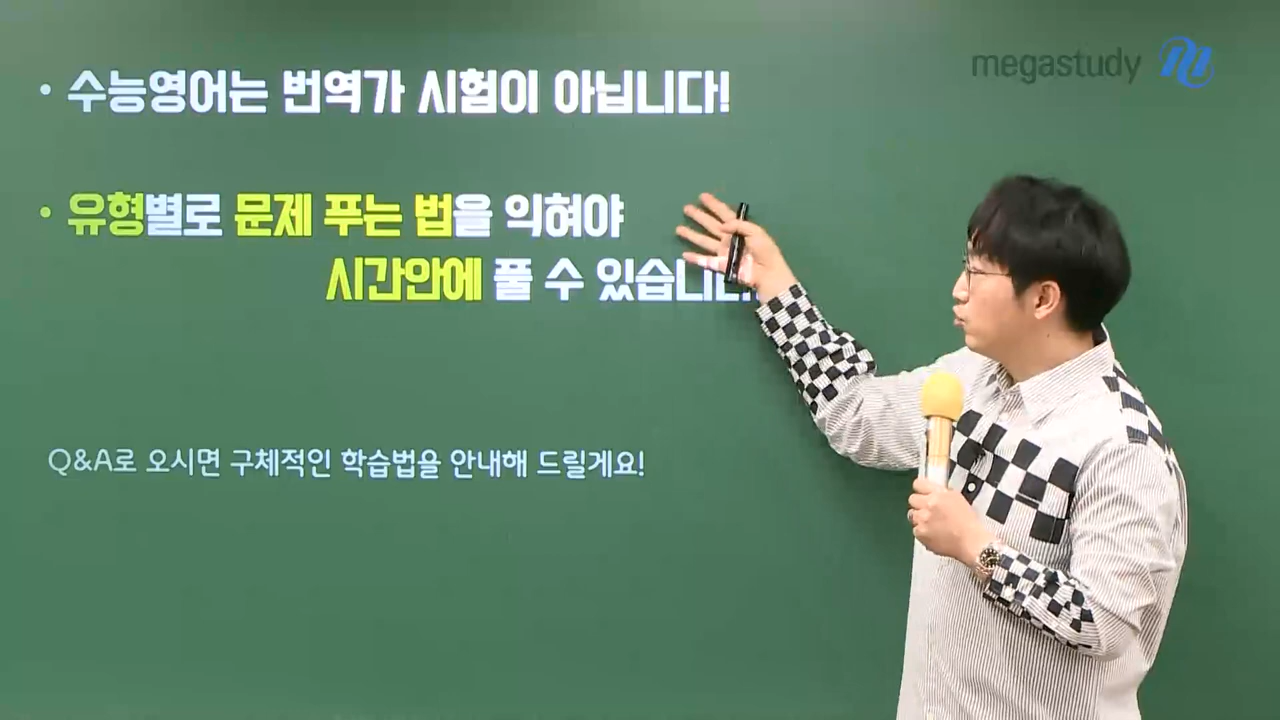 megastudy
• 수능영어는 번역가 시험이 아닙니다!
• 유형별로 문제 푸는 법을 익혀야
시간안에 풀 수 있습니다.
Q&A로 오시면 구체적인 학습법을 안내해 드릴게요!